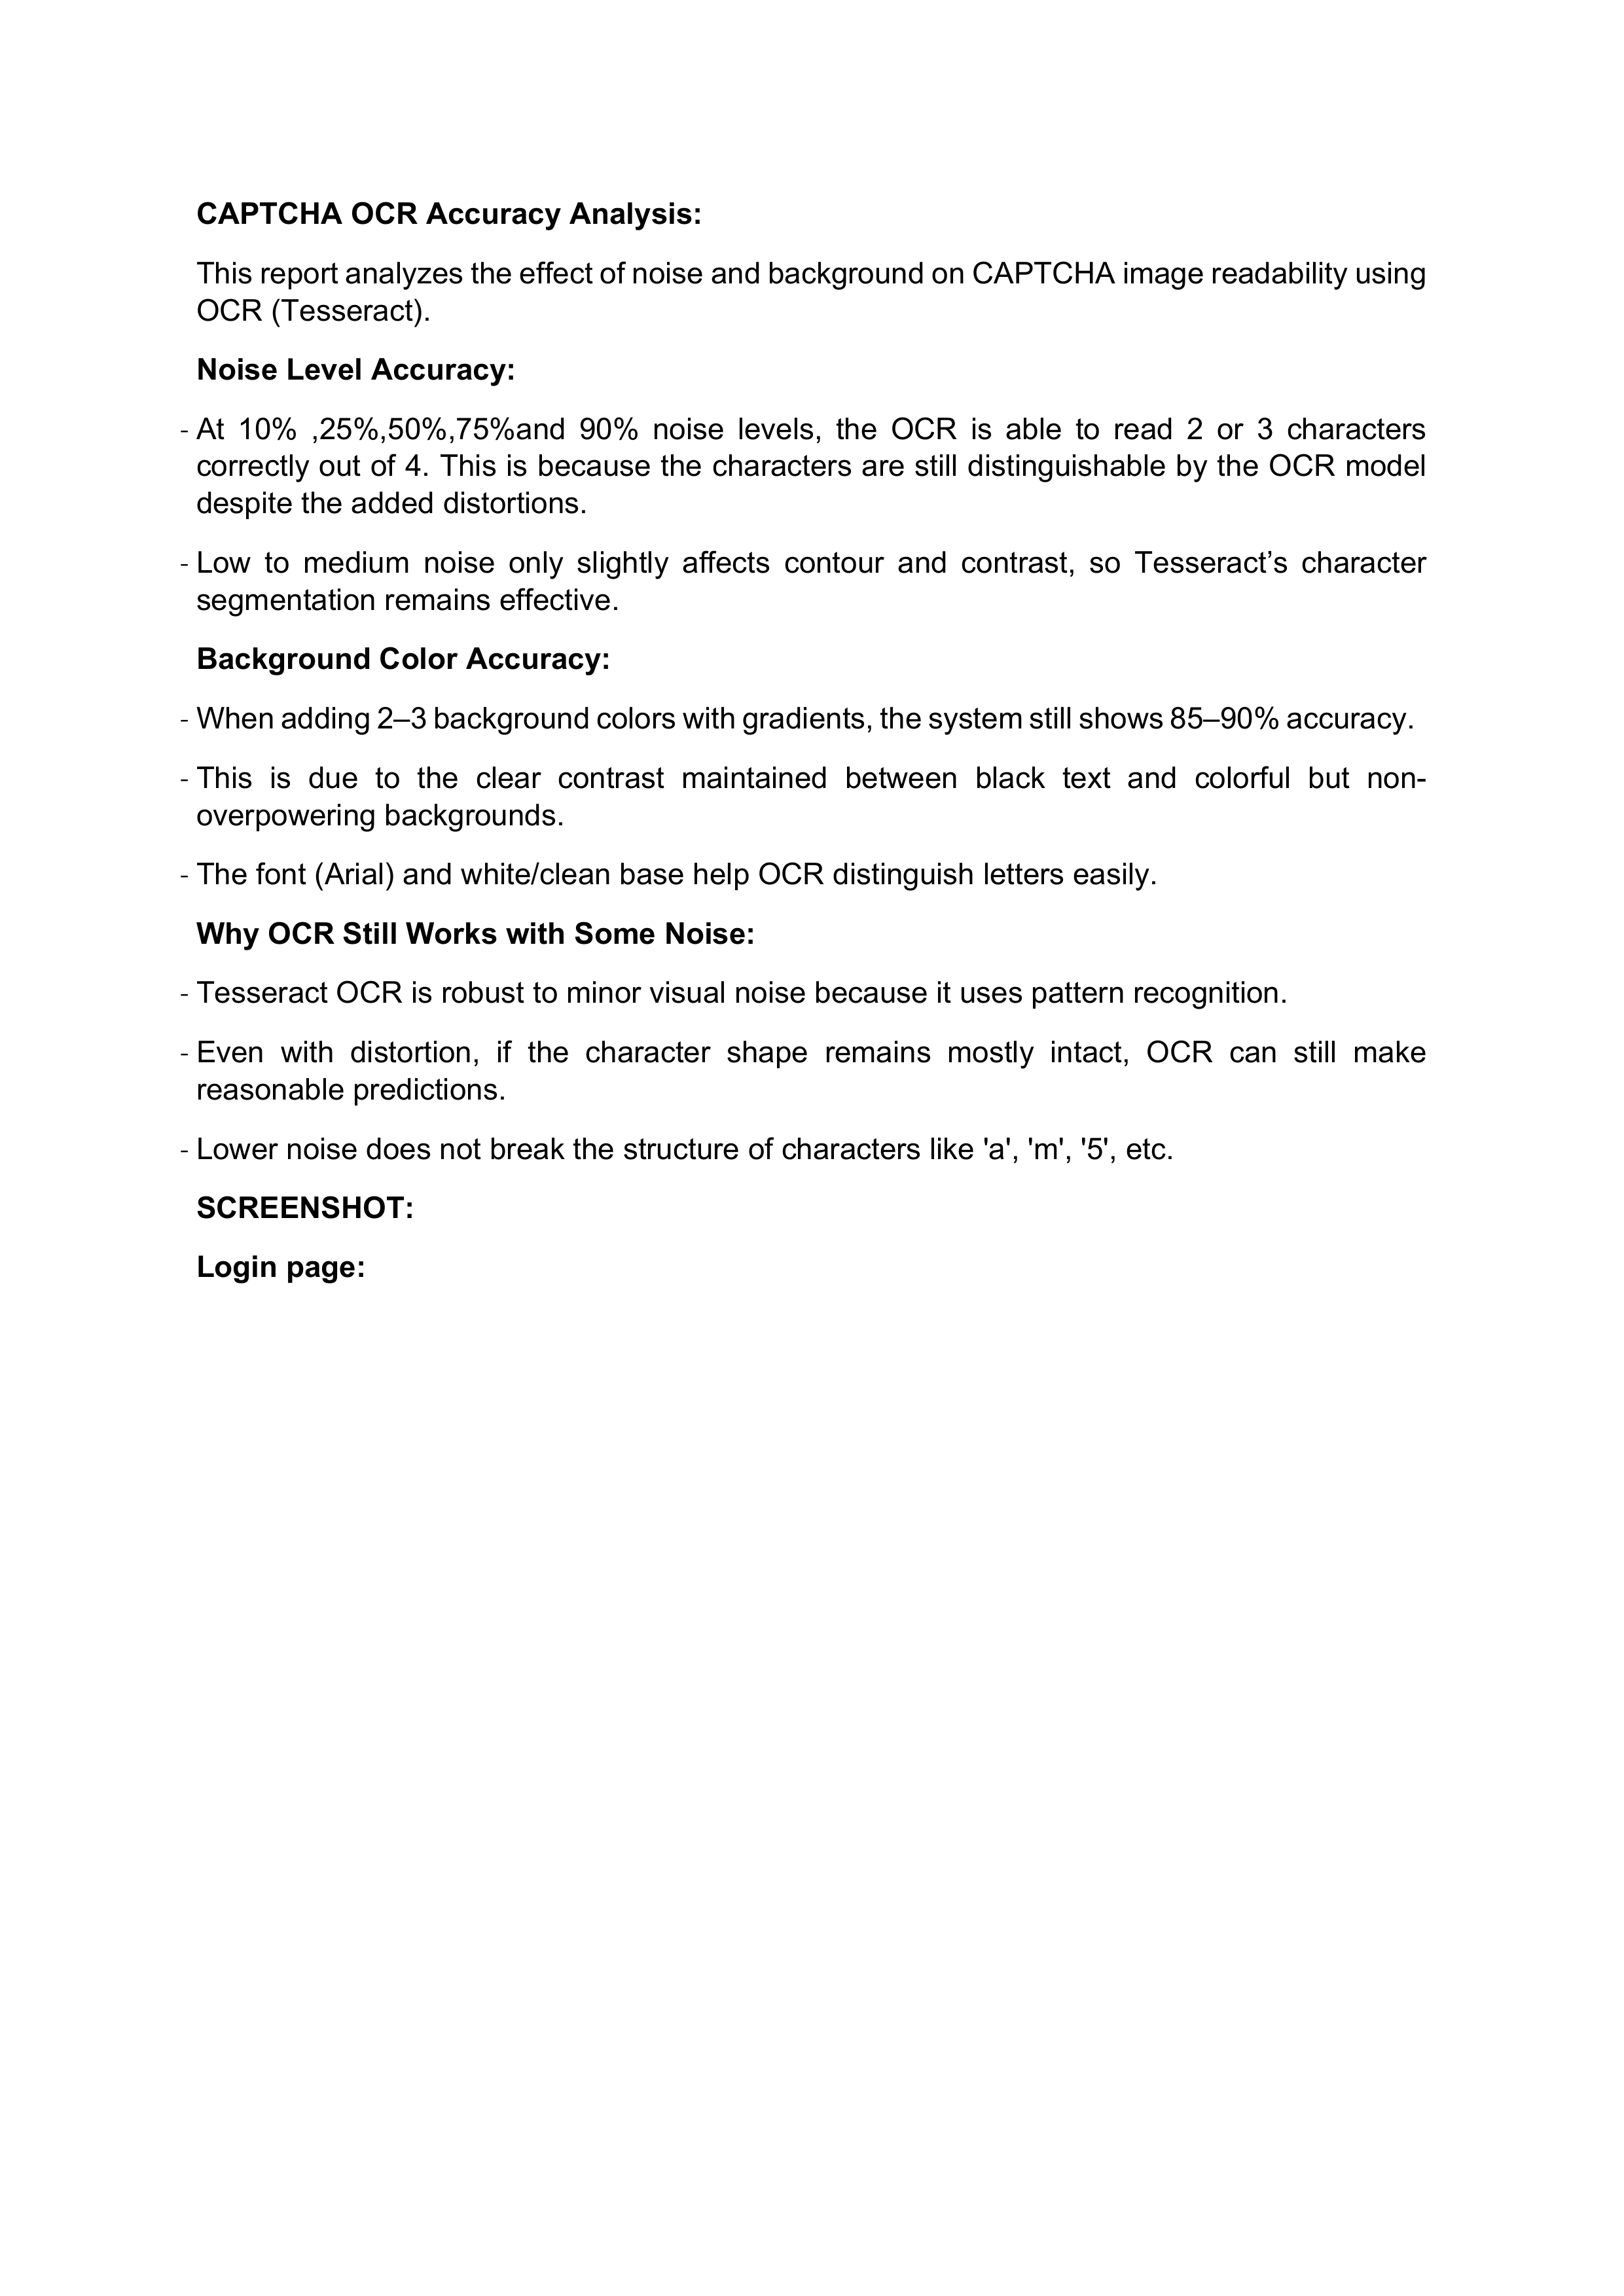 CAPTCHA OCR Accuracy Analysis:
This report analyzes the effect of noise and background on CAPTCHA image readability using
OCR (Tesseract).
Noise Level Accuracy:
- At 10% ,25%,50%,75%and 90% noise levels, the OCR is able to read 2 or 3 characters
correctly out of 4. This is because the characters are still distinguishable by the OCR model
despite the added distortions.
- Low to medium noise only slightly affects contour and contrast, so Tesseract’s character
segmentation remains effective.
Background Color Accuracy:
- When adding 2–3 background colors with gradients, the system still shows 85–90% accuracy.
- This is due to the clear contrast maintained between black text and colorful but non-
overpowering backgrounds.
- The font (Arial) and white/clean base help OCR distinguish letters easily.
Why OCR Still Works with Some Noise:
- Tesseract OCR is robust to minor visual noise because it uses pattern recognition.
- Even with distortion, if the character shape remains mostly intact, OCR can still make
reasonable predictions.
- Lower noise does not break the structure of characters like 'a', 'm', '5', etc.
SCREENSHOT:
Login page: